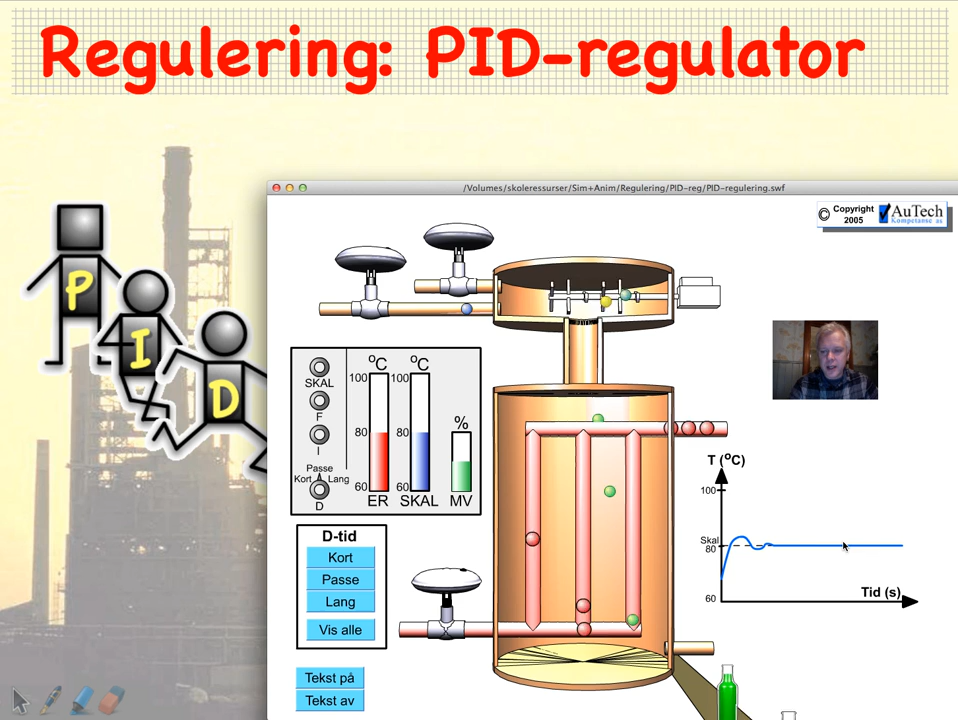 Regulering: PID-regulator
/Volumes/skoleressurser/Sim+Anim/Regulering/PID-reg/PID-regulering.swf
© Copyright 2005
AuTech
Kompetanse as
P
I
D
SKAL
F
I
Passe
Kort Lang
D
°C °C
100 100
80 80
60 60
%
ER SKAL MV
D-tid
Kort
Passe
Lang
Vis alle
Tekst på
Tekst av
T (°C)
100
Skal
80
60
Tid (s)